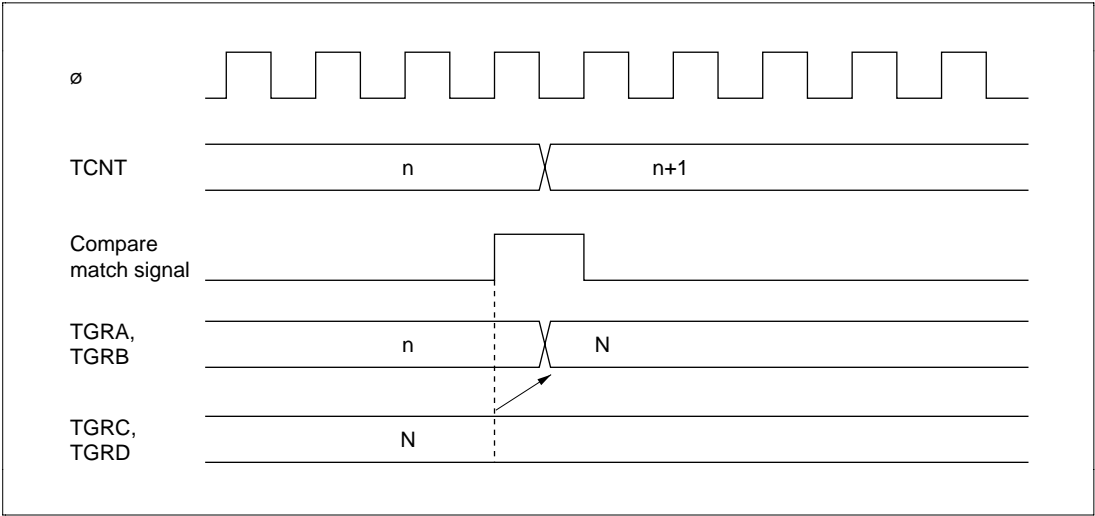 ø
TCNT
n
n+1
Compare
match signal
TGRA,
TGRB
n
N
TGRC,
TGRD
N